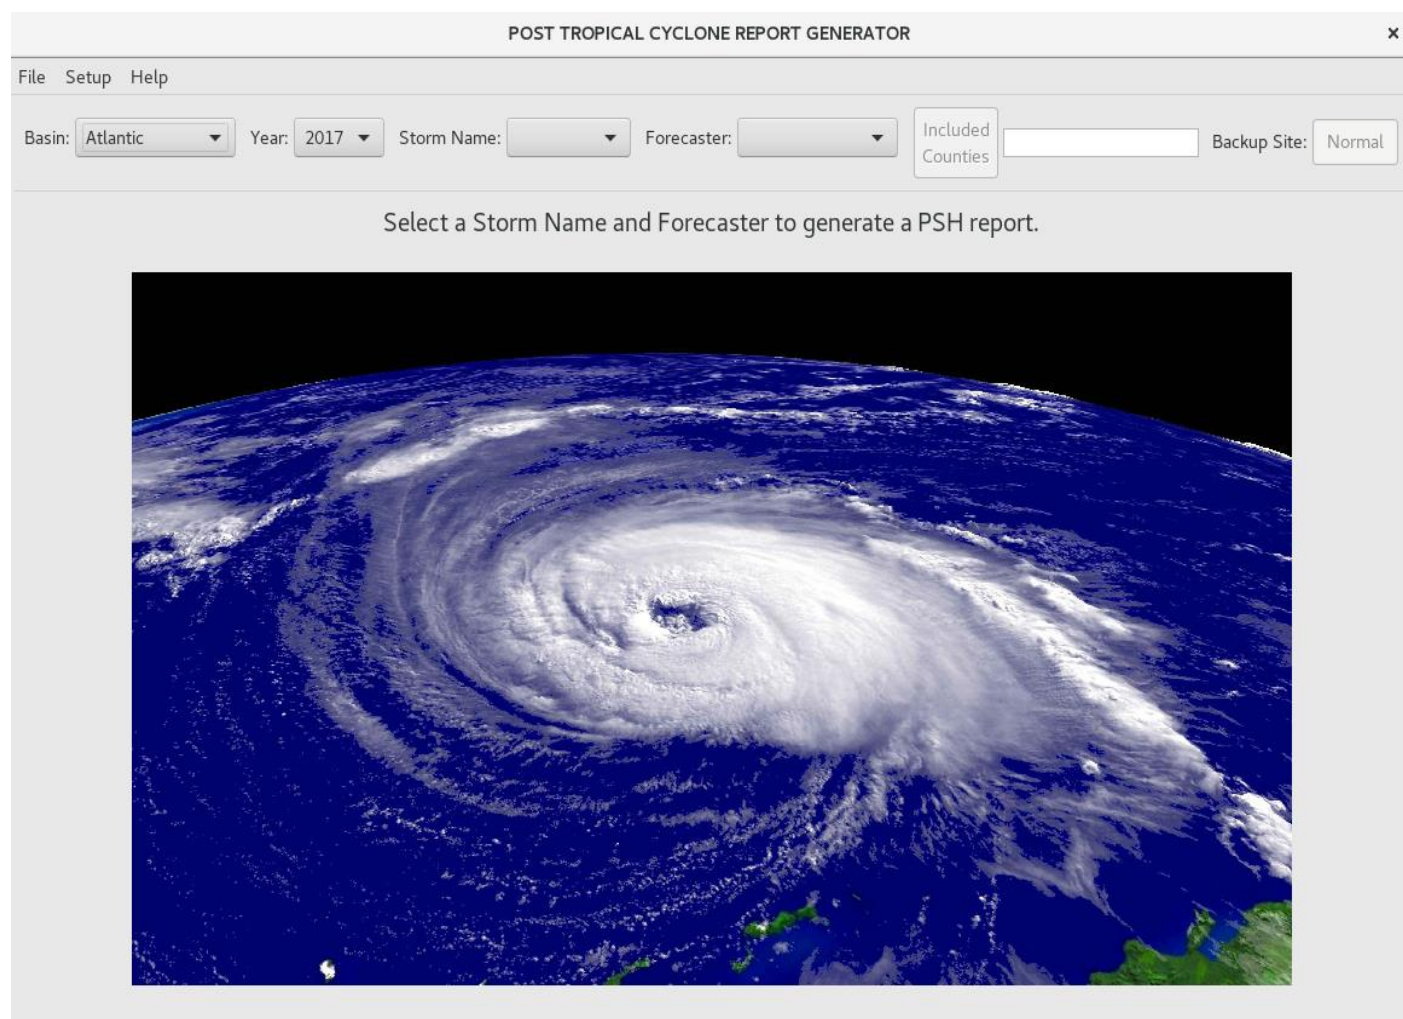 POST TROPICAL CYCLONE REPORT GENERATOR
File Setup Help
Basin: Atlantic Year: 2017 Storm Name: Forecaster: Included Counties Backup Site: Normal
Select a Storm Name and Forecaster to generate a PSH report.